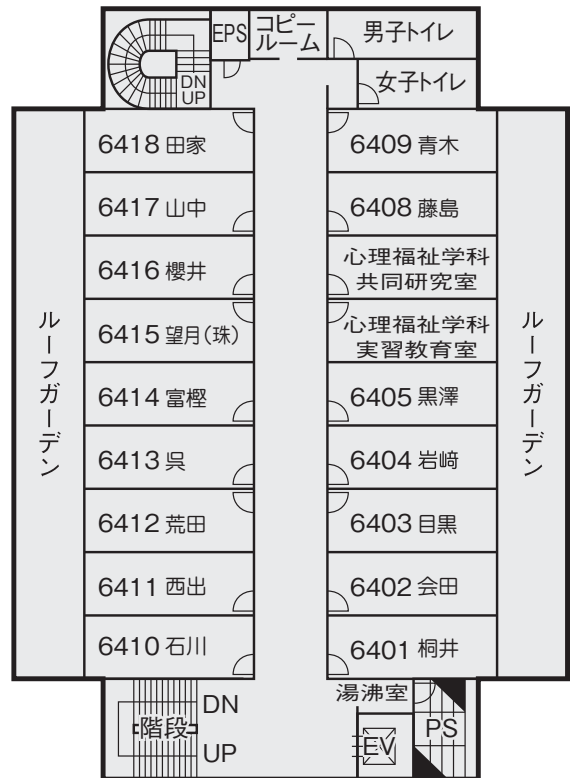 EPS
コピー
ルーム
男子トイレ
DN
UP
女子トイレ
6418 田家
6409 青木
6417 山中
6408 藤島
6416 櫻井
心理福祉学科
共同研究室
ルーフガーデン
6415 望月(珠)
心理福祉学科
実習教育室
ルーフガーデン
6414 富樫
6405 黒澤
6413 呉
6404 岩﨑
6412 荒田
6403 目黒
6411 西出
6402 会田
6410 石川
6401 桐井
湯沸室
DN
階段
UP
EV
PS